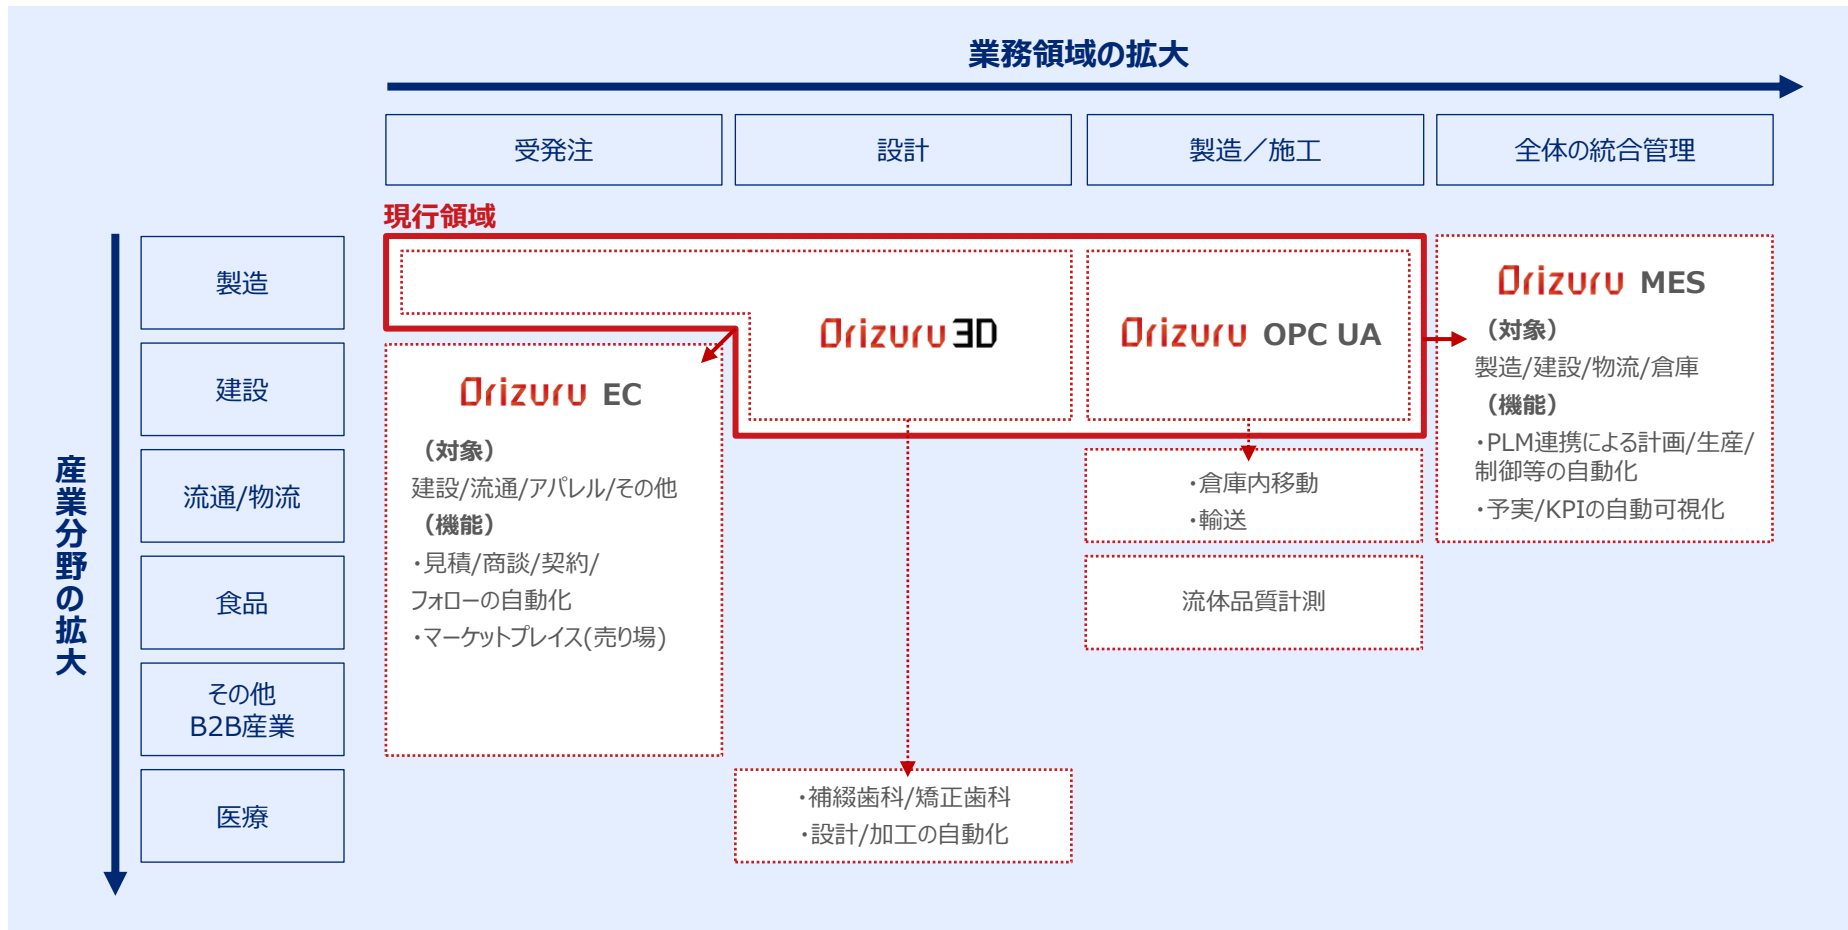 業務領域の拡大
受発注
設計
製造／施工
全体の統合管理
現行領域
産業分野の拡大
製造
建設
流通/物流
食品
その他
B2B産業
医療
Orizuru 3D
Orizuru OPC UA
Orizuru MES
（対象）
製造/建設/物流/倉庫
（機能）
・PLM連携による計画/生産/
制御等の自動化
・予実/KPIの自動可視化
Orizuru EC
（対象）
建設/流通/アパレル/その他
（機能）
・見積/商談/契約/
フォローの自動化
・マーケットプレイス(売り場)
・倉庫内移動
・輸送
流体品質計測
・補綴歯科/矯正歯科
・設計/加工の自動化